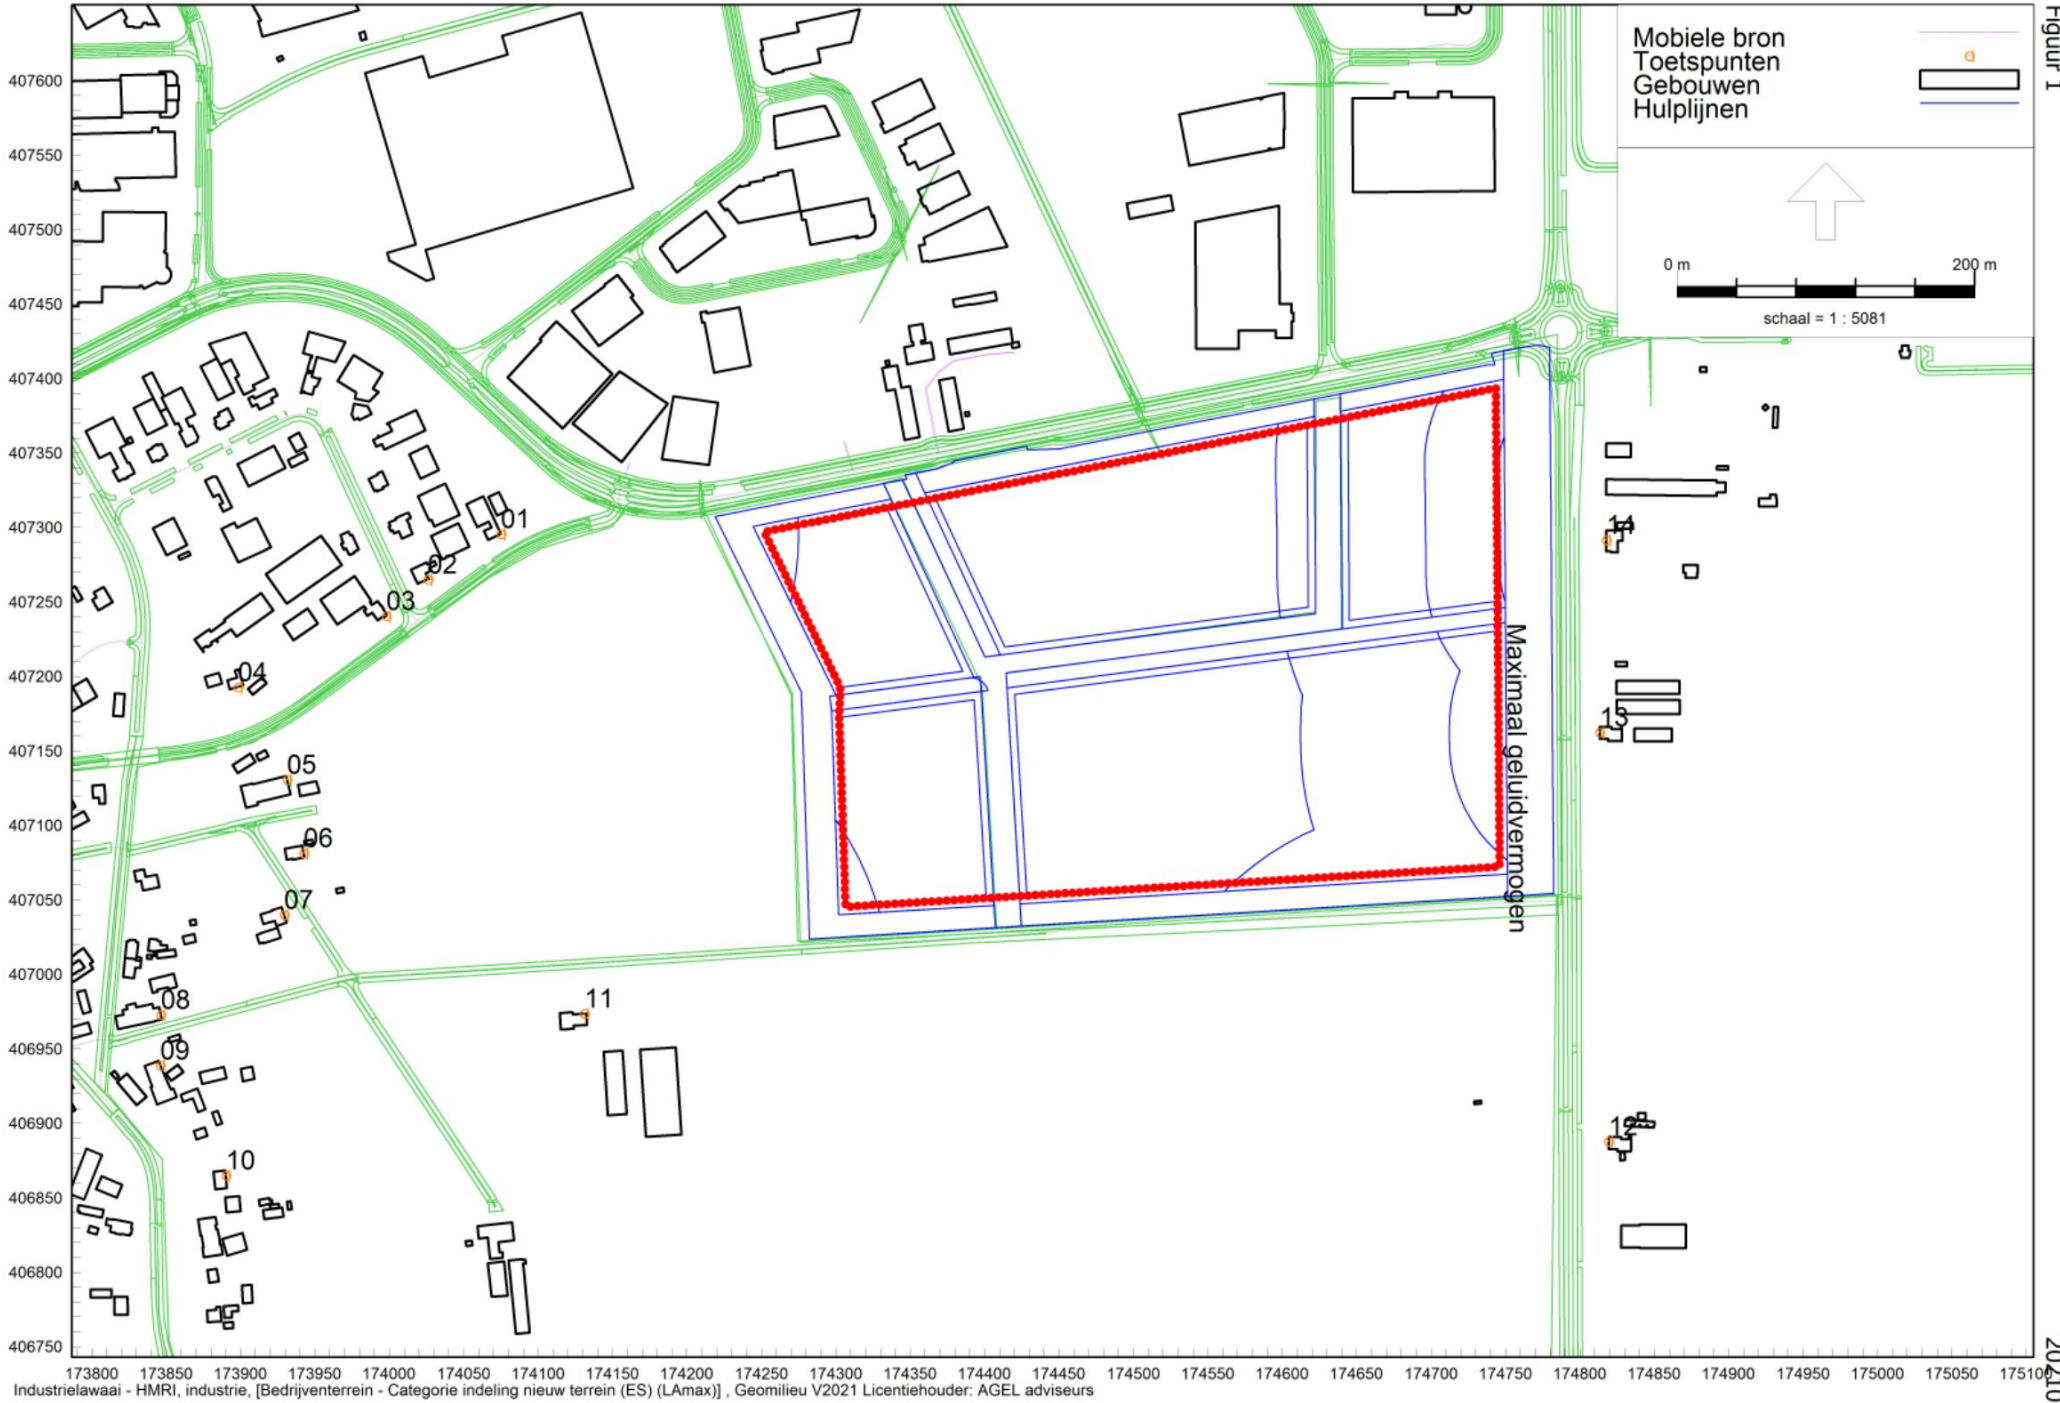 Figuur 1
Mobiele bron
Toetspunten
Gebouwen
Hulplijnen
0 m
200 m
schaal = 1 : 5081
407600
407550
407500
407450
407400
407350
407300
407250
407200
407150
407100
407050
407000
406950
406900
406850
406800
406750
01
02
03
04
05
06
07
08
09
10
11
12
13
14
Maximaal geluidvermogen
173800 173850 173900 173950 174000 174050 174100 174150 174200 174250 174300 174350 174400 174450 174500 174550 174600 174650 174700 174750 174800 174850 174900 174950 175000 175050
Industrielawaai - HMRI, industrie, [Bedrijventerrein - Categorie indeling nieuw terrein (ES) (LAmax)] , Geomilieu V2021 Licentiehouder: AGEL adviseurs